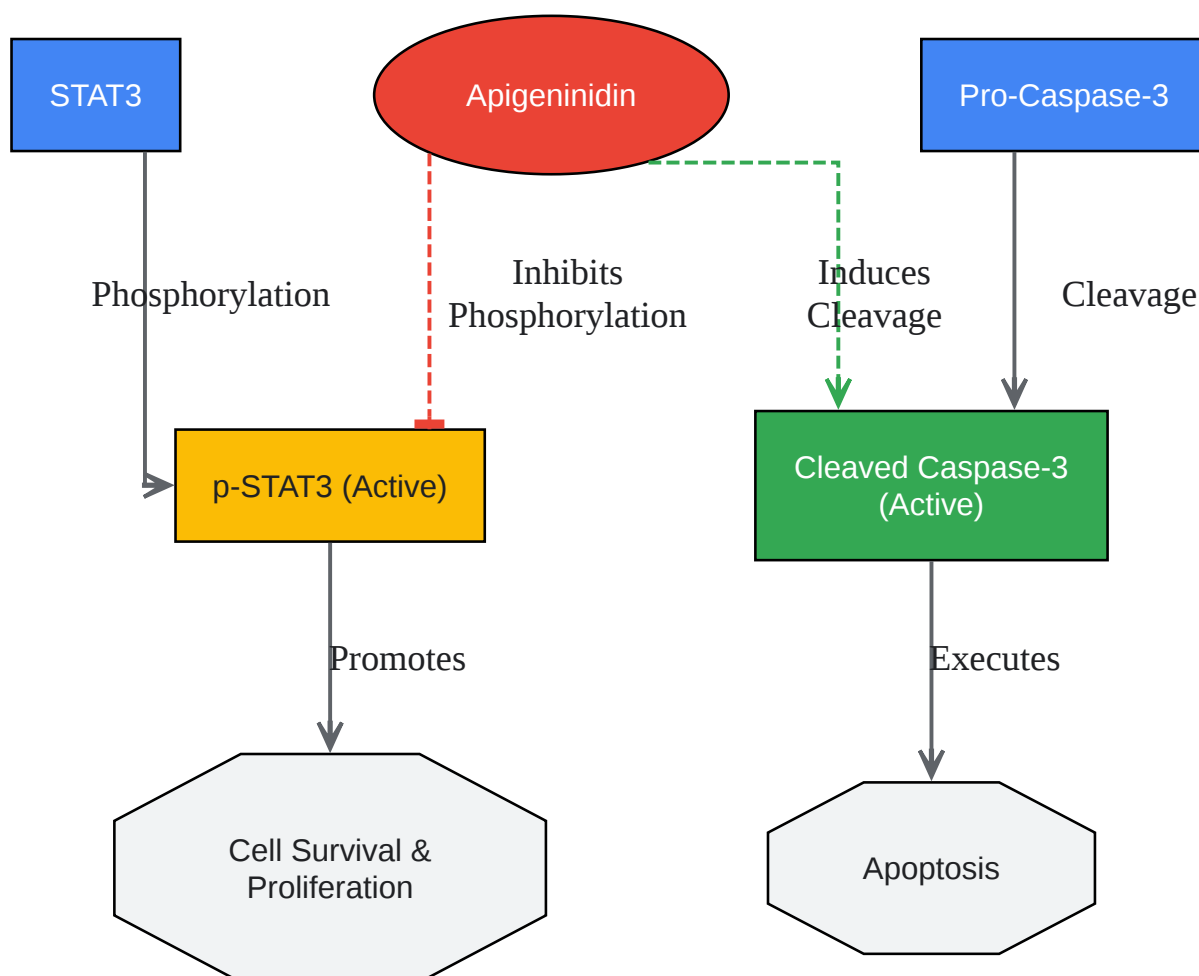 STAT3
Apigeninidin
Pro-Caspase-3
Phosphorylation
Inhibits
Phosphorylation
Induces
Cleavage
Cleavage
p-STAT3 (Active)
Cleaved Caspase-3
(Active)
Promotes
Executes
Cell Survival &
Proliferation
Apoptosis